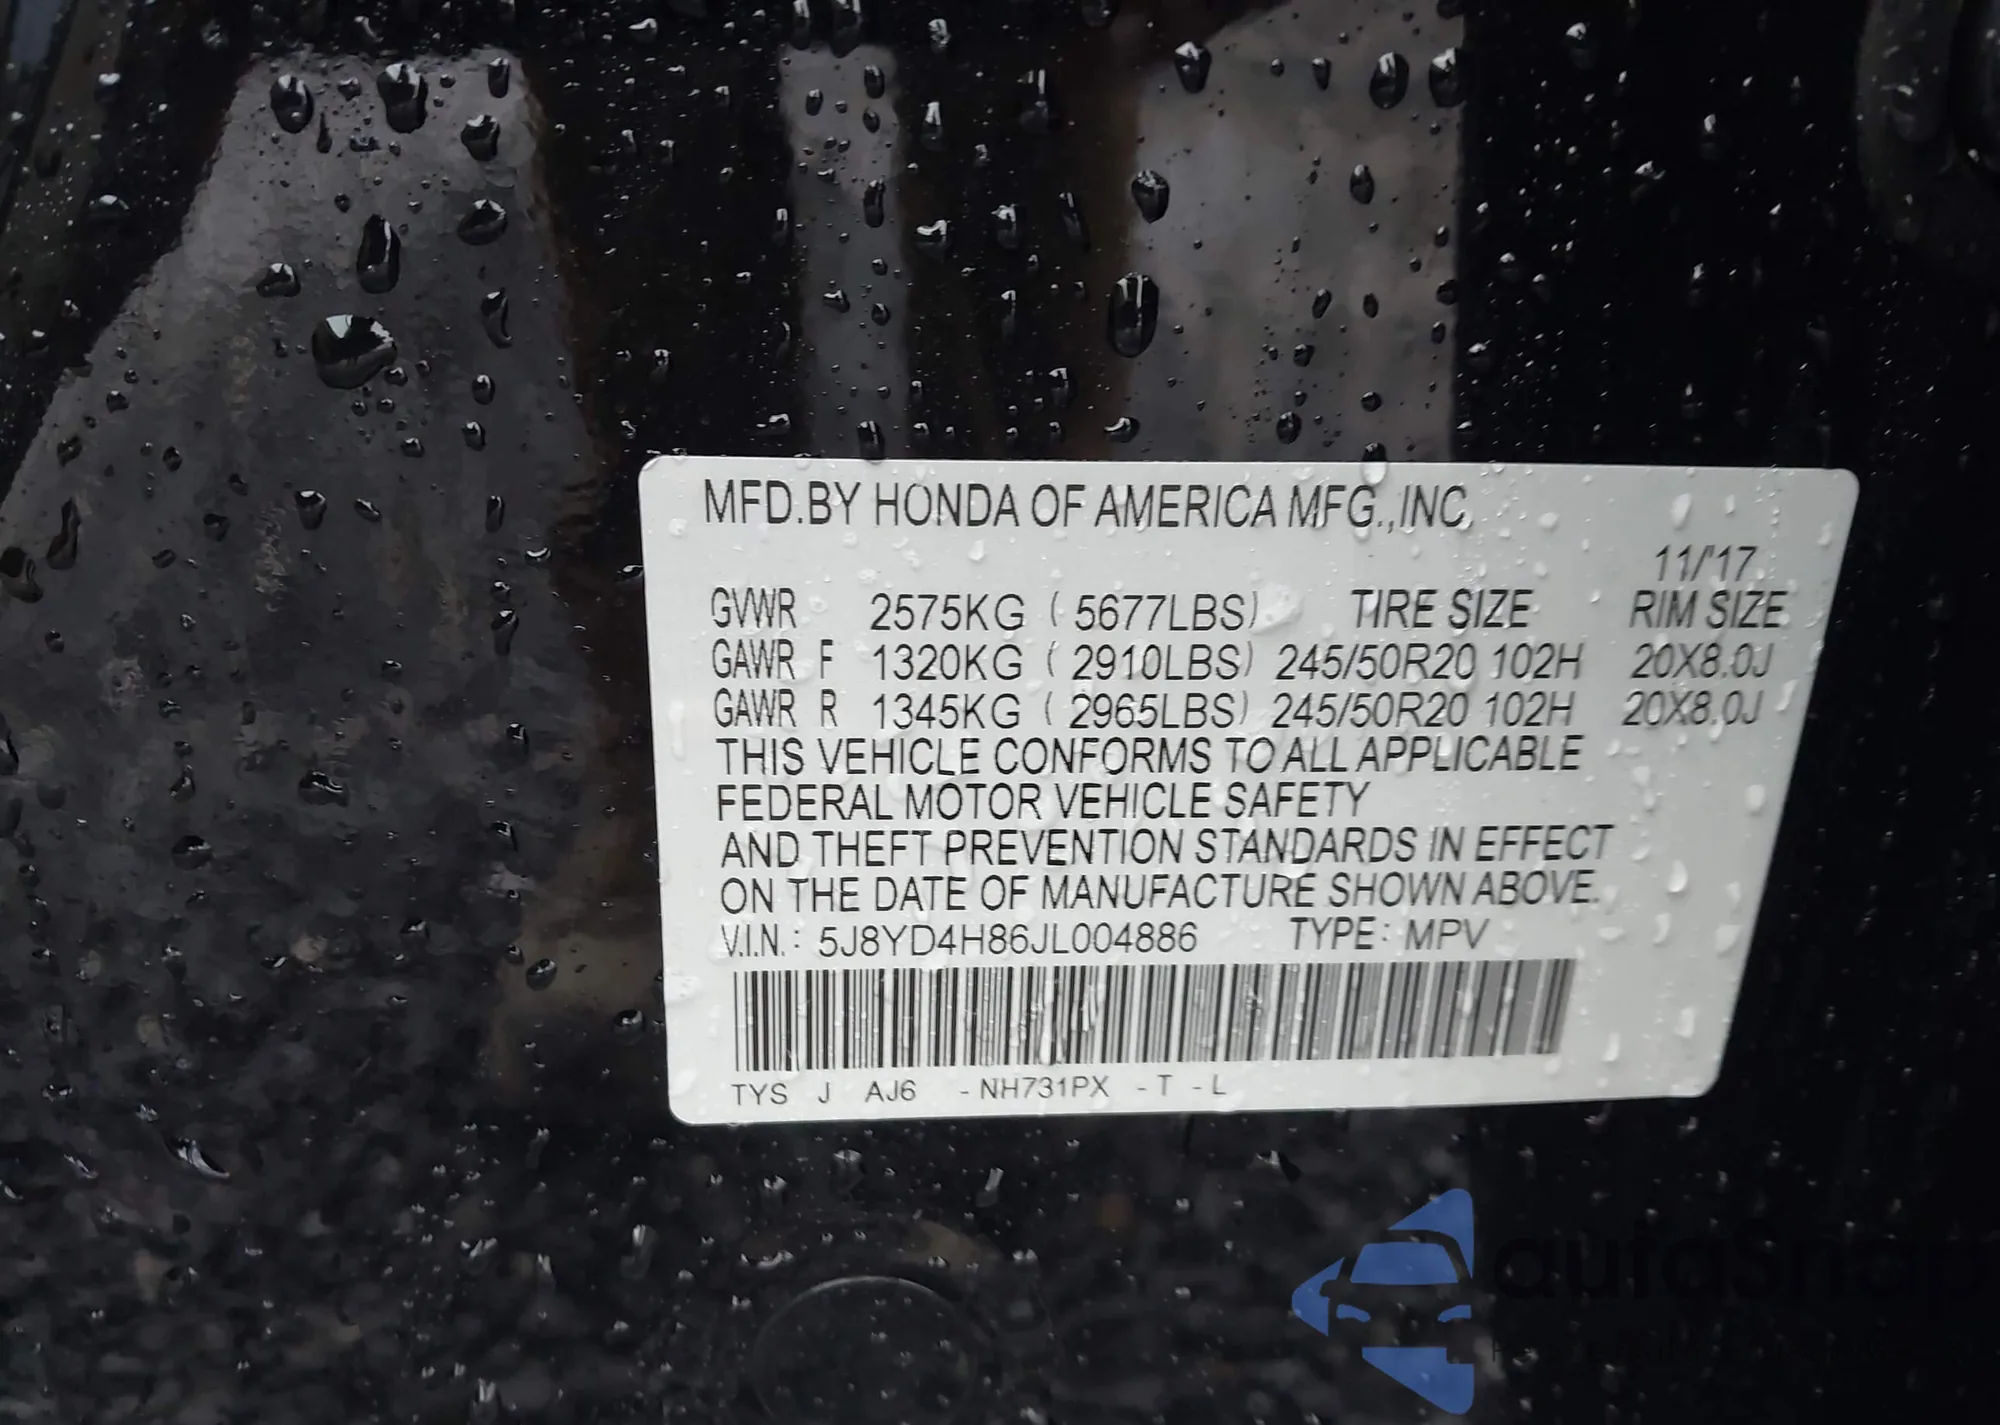 MFD.BY HONDA OF AMERICA MFG.,INC.
11/'17
GVWR 2575KG ( 5677LBS) TIRE SIZE RIM SIZE
GAWR F 1320KG ( 2910LBS) 245/50R20 102H 20X8.0J
GAWR R 1345KG ( 2965LBS) 245/50R20 102H 20X8.0J
THIS VEHICLE CONFORMS TO ALL APPLICABLE
FEDERAL MOTOR VEHICLE SAFETY
AND THEFT PREVENTION STANDARDS IN EFFECT
ON THE DATE OF MANUFACTURE SHOWN ABOVE.
V.I.N.: 5J8YD4H86JL004886 TYPE: MPV
TYS J AJ6 -NH731PX -T -L